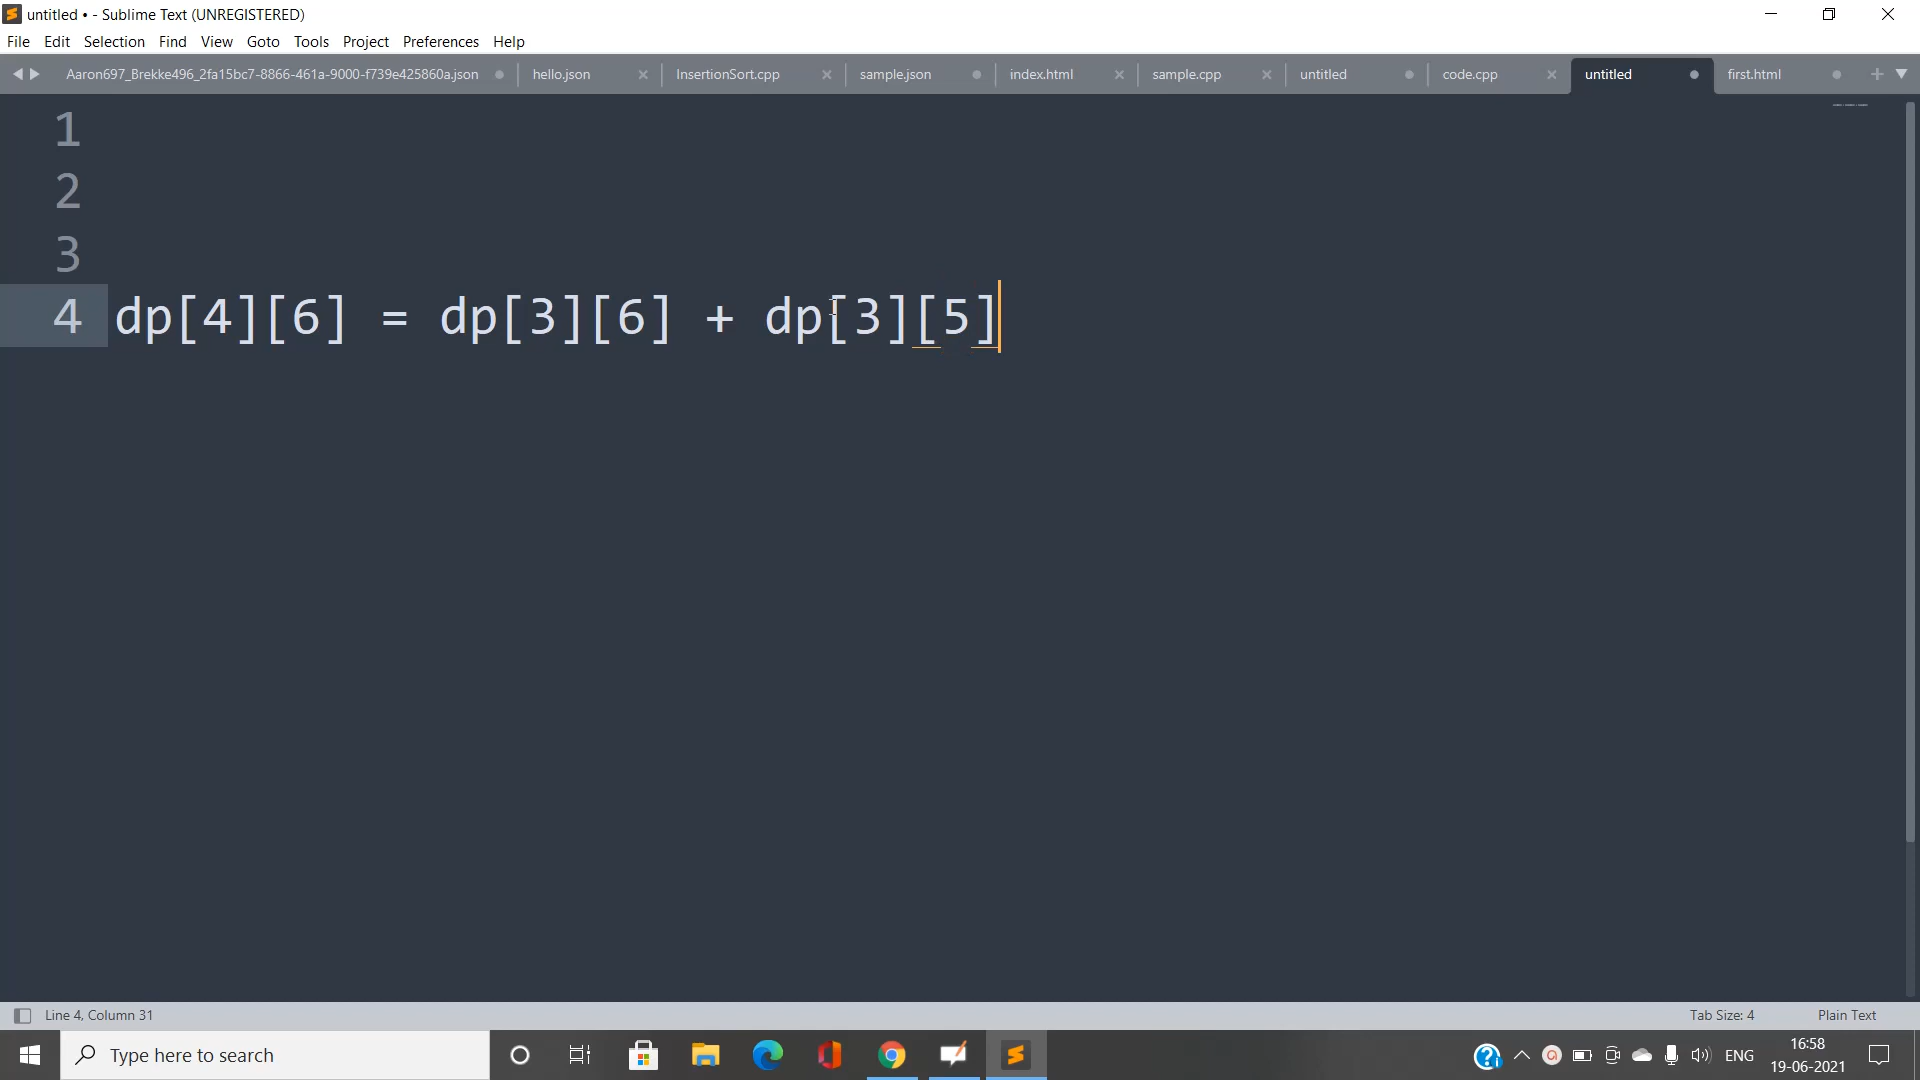 untitled • - Sublime Text (UNREGISTERED)
File Edit Selection Find View Goto Tools Project Preferences Help
Aaron697_Brekke496_2fa15bc7-8866-461a-9000-f739e425860a.json hello.json InsertionSort.cpp sample.json index.html sample.cpp untitled code.cpp untitled first.html
1
2
3
4 dp[4][6] = dp[3][6] + dp[3][5]
Line 4, Column 31 Tab Size: 4 Plain Text
Type here to search ENG 16:58
19-06-2021